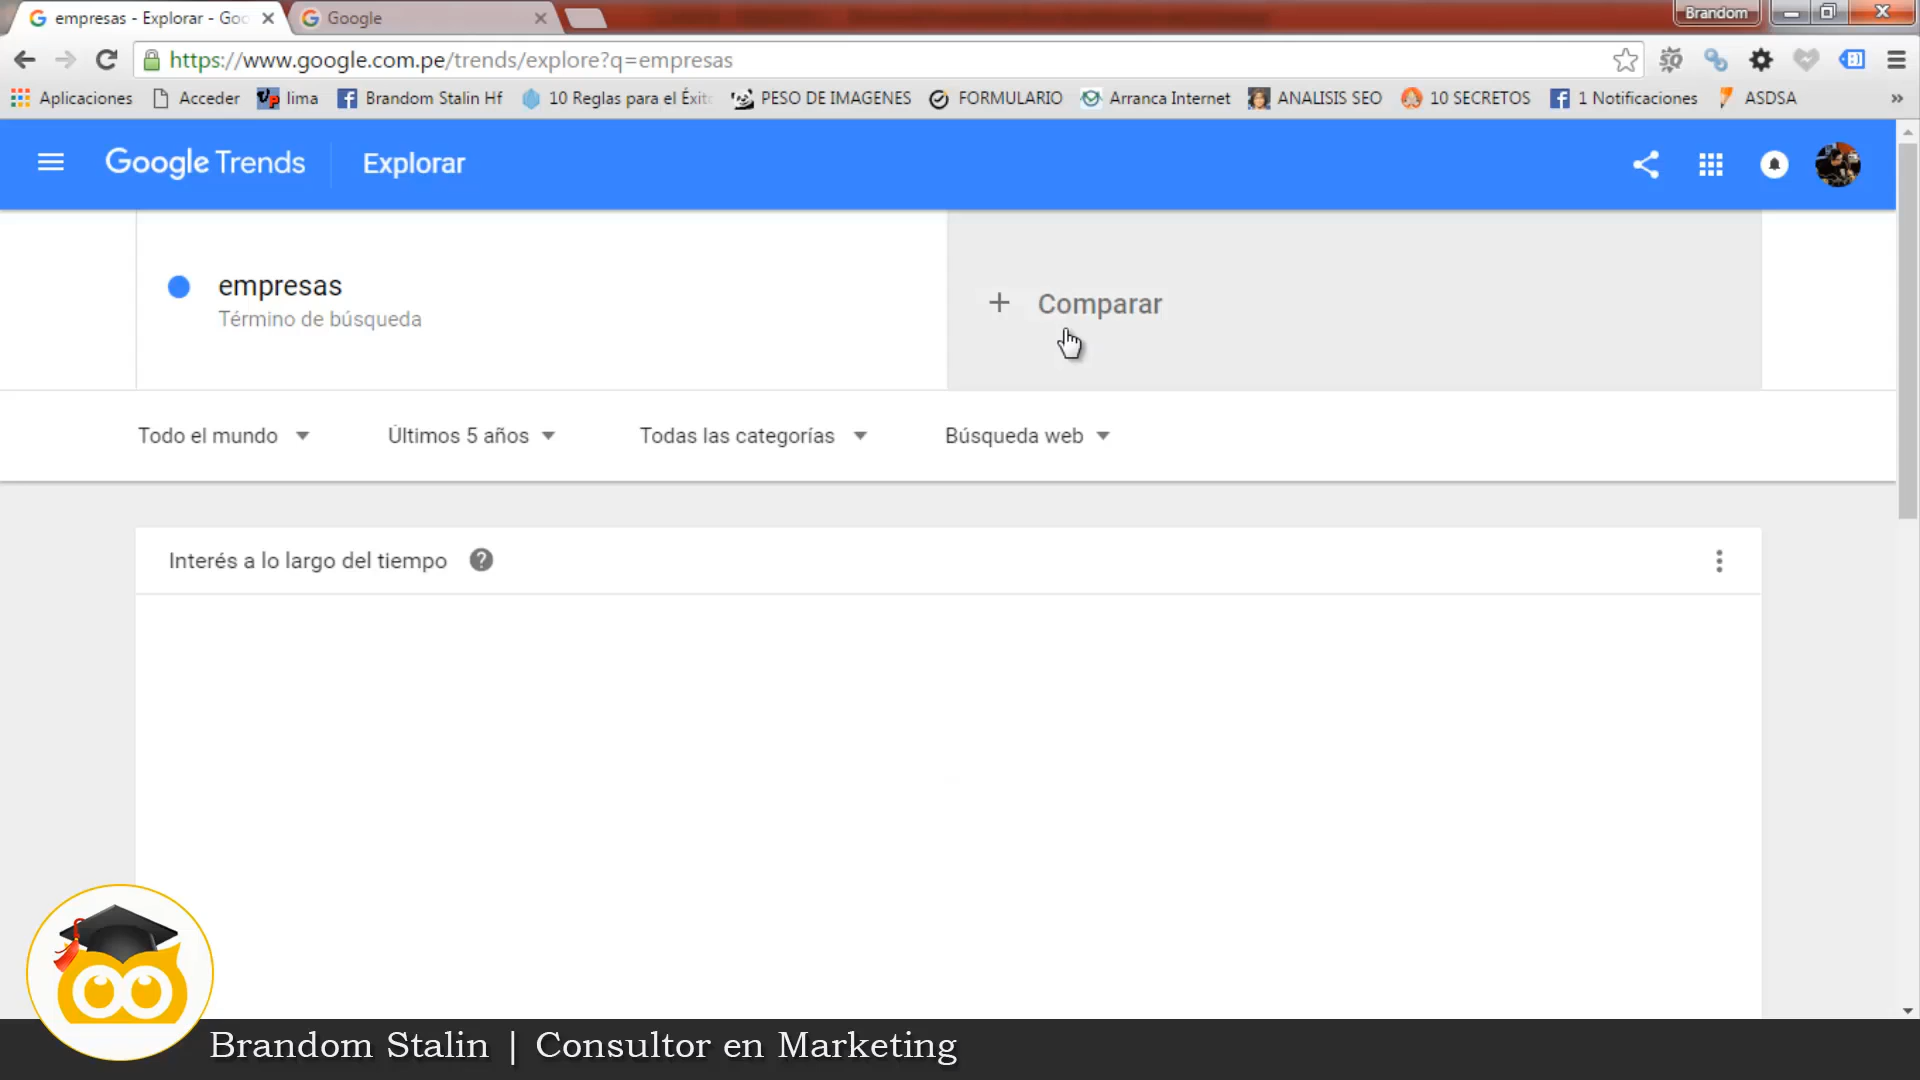 empresas - Explorar - Goo
Google
Brandom
https://www.google.com.pe/trends/explore?q=empresas
Aplicaciones
Acceder
lima
Brandom Stalin Hf
10 Reglas para el Éxit
PESO DE IMAGENES
FORMULARIO
Arranca Internet
ANALISIS SEO
10 SECRETOS
1 Notificaciones
ASDSA
»
Google Trends
Explorar
empresas
Término de búsqueda
+ Comparar
Todo el mundo
Últimos 5 años
Todas las categorías
Búsqueda web
Interés a lo largo del tiempo
?
Brandom Stalin | Consultor en Marketing